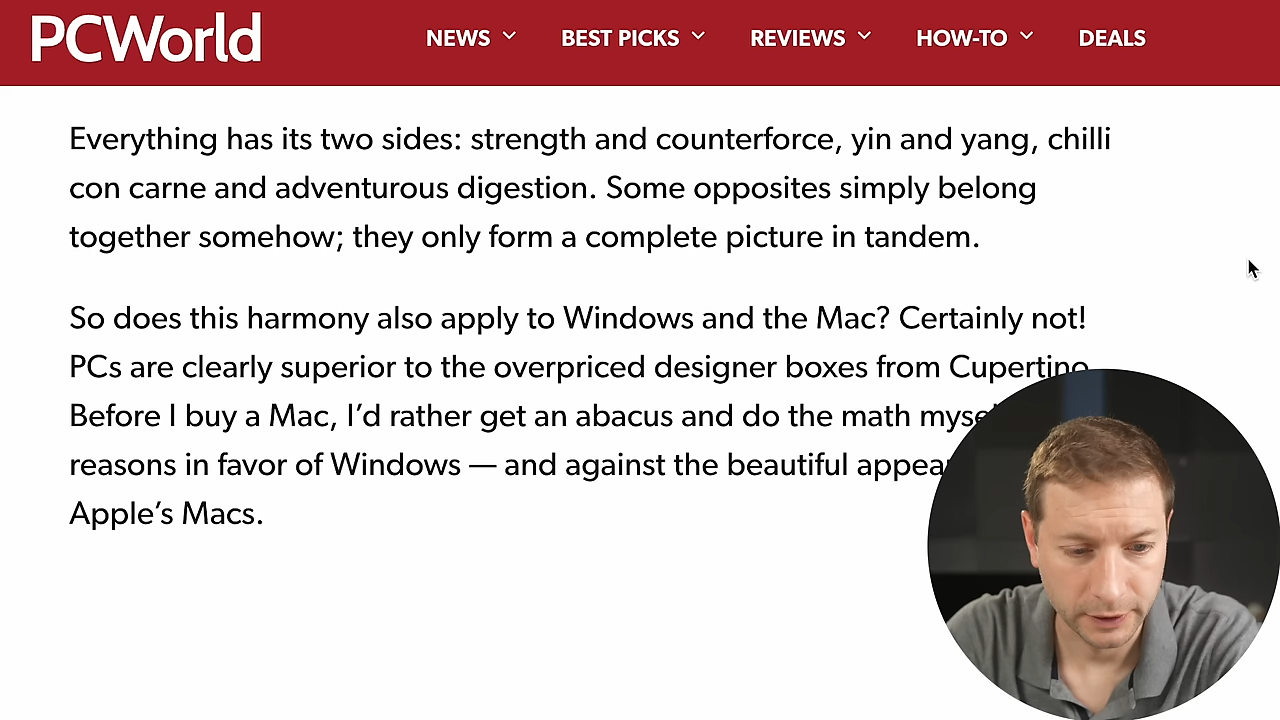 PCWorld
NEWS BEST PICKS REVIEWS HOW-TO DEALS
Everything has its two sides: strength and counterforce, yin and yang, chilli
con carne and adventurous digestion. Some opposites simply belong
together somehow; they only form a complete picture in tandem.
So does this harmony also apply to Windows and the Mac? Certainly not!
PCs are clearly superior to the overpriced designer boxes from Cupertino
Before I buy a Mac, I’d rather get an abacus and do the math
reasons in favor of Windows — and against the beautiful
Apple’s Macs.